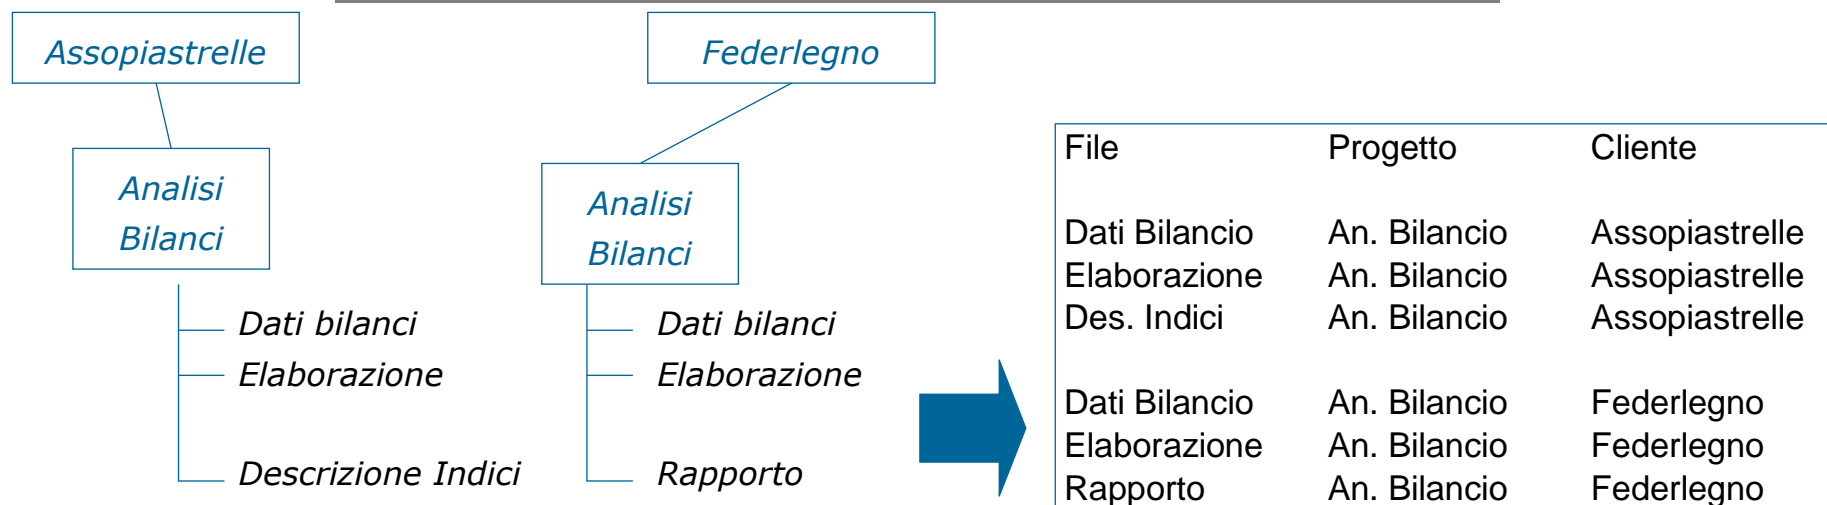 Assopiastrelle
Federlegno
Analisi
Bilanci
Dati bilanci
Elaborazione
Descrizione Indici
Analisi
Bilanci
Dati bilanci
Elaborazione
Rapporto
File Progetto Cliente
Dati Bilancio An. Bilancio Assopiastrelle
Elaborazione An. Bilancio Assopiastrelle
Des. Indici An. Bilancio Assopiastrelle
Dati Bilancio An. Bilancio Federlegno
Elaborazione An. Bilancio Federlegno
Rapporto An. Bilancio Federlegno